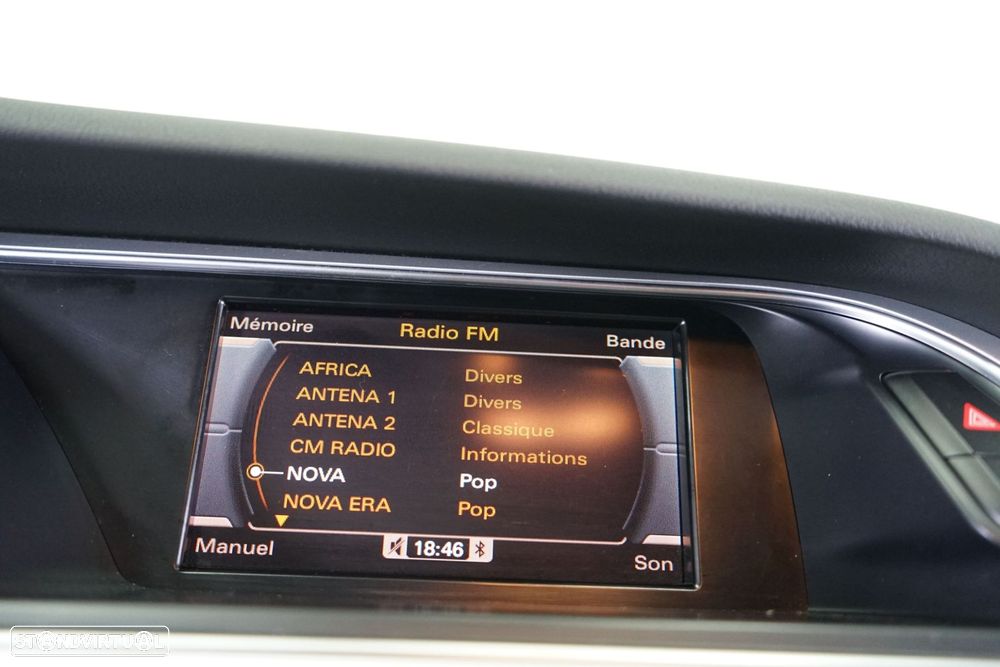 Mémoire Radio FM Bande
AFRICA Divers
ANTENA 1 Divers
ANTENA 2 Classique
CM RADIO Informations
NOVA Pop
NOVA ERA Pop
Manuel 18:46 Son
STANDVIRTUAL